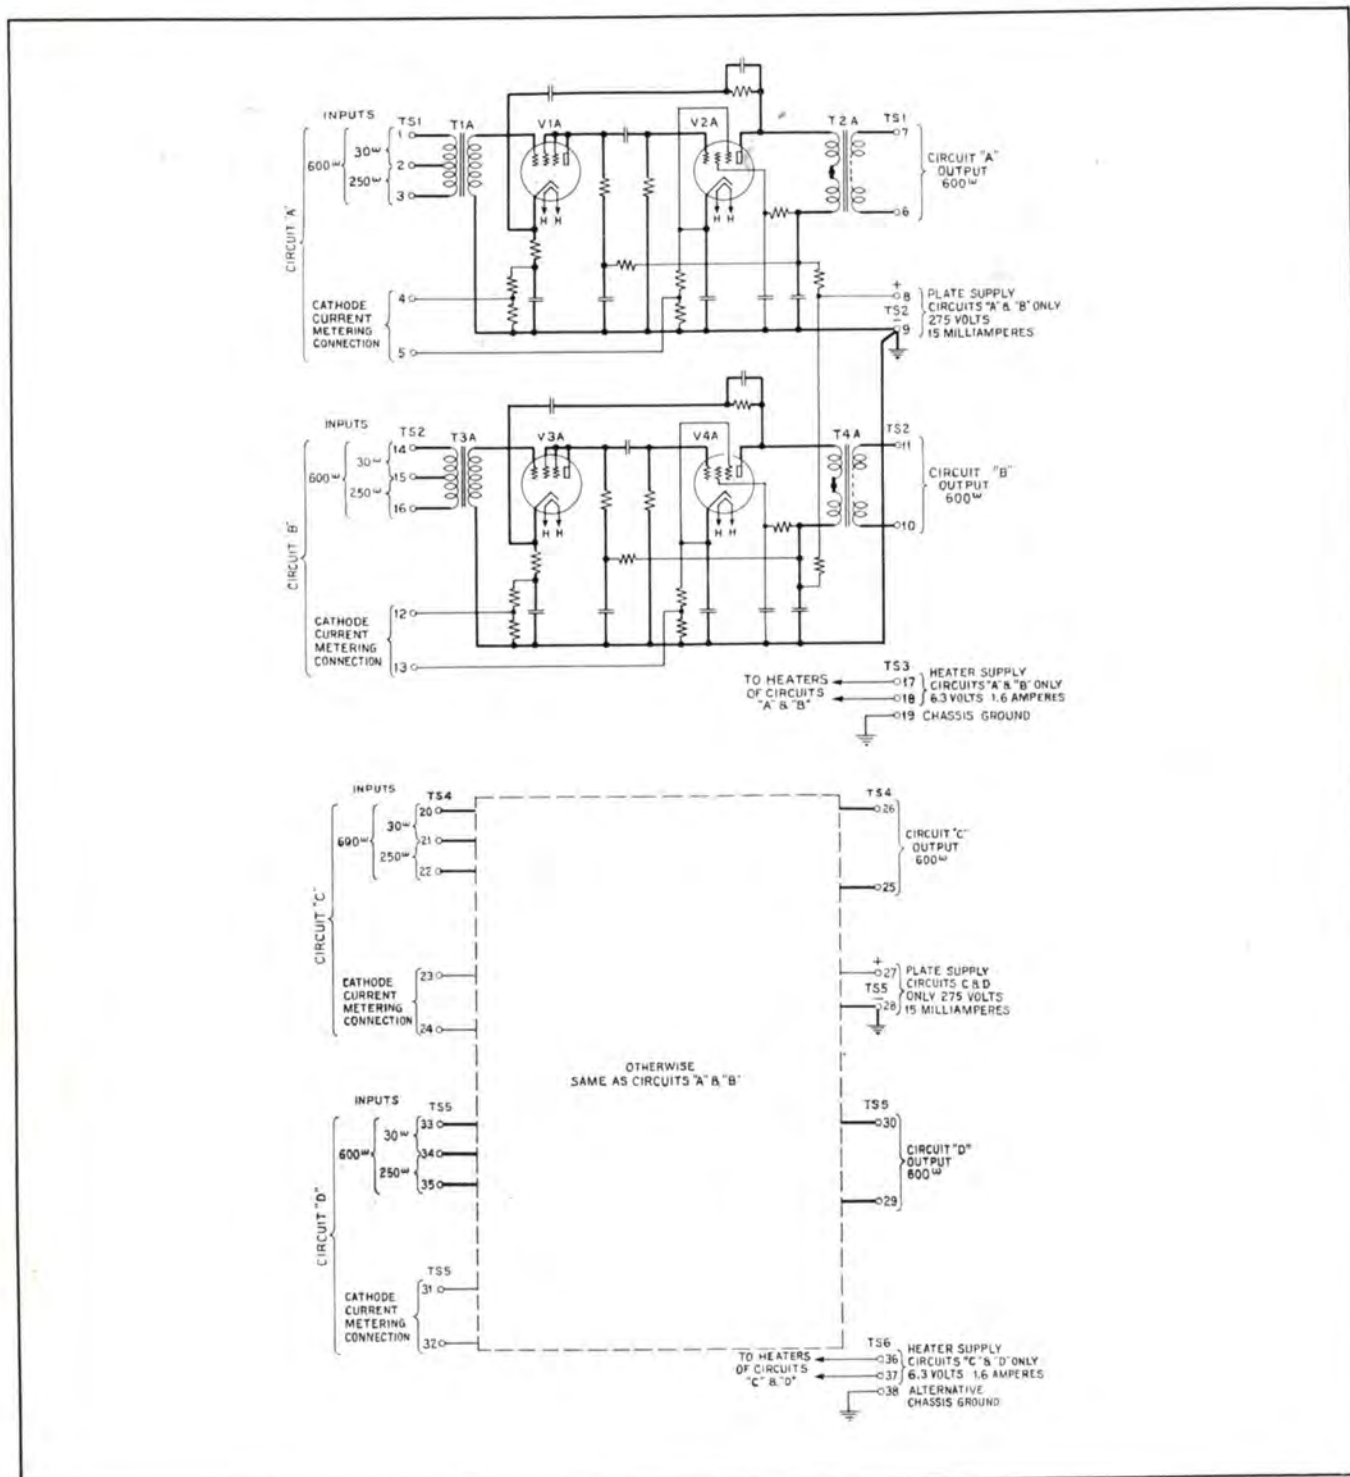 INPUTS
TS1
T1A
V1A
V2A
T2A
TS1
1
2
3
30ω
250ω
600ω
H H
H H
7
6
CIRCUIT "A"
OUTPUT
600ω
CIRCUIT "A"
CATHODE
CURRENT
METERING
CONNECTION
4
5
+
8
TS2
−
9
PLATE SUPPLY
CIRCUITS "A" & "B" ONLY
275 VOLTS
15 MILLIAMPERES
INPUTS
TS2
T3A
V3A
V4A
T4A
TS2
14
15
16
30ω
250ω
600ω
H H
H H
11
10
CIRCUIT "B"
OUTPUT
600ω
CIRCUIT "B"
CATHODE
CURRENT
METERING
CONNECTION
12
13
TO HEATERS
OF CIRCUITS
"A" & "B"
TS3
17
18
HEATER SUPPLY
CIRCUITS "A" & "B" ONLY
6.3 VOLTS 1.6 AMPERES
19 CHASSIS GROUND
INPUTS
TS4
20
21
22
30ω
250ω
600ω
TS4
26
25
CIRCUIT "C"
OUTPUT
600ω
CIRCUIT "C"
CATHODE
CURRENT
METERING
CONNECTION
23
24
+
27
TS5
−
28
PLATE SUPPLY
CIRCUITS C & D
ONLY 275 VOLTS
15 MILLIAMPERES
OTHERWISE
SAME AS CIRCUITS "A" & "B"
INPUTS
TS5
33
34
35
30ω
250ω
600ω
TS5
30
29
CIRCUIT "D"
OUTPUT
600ω
CIRCUIT "D"
TS5
31
32
CATHODE
CURRENT
METERING
CONNECTION
TO HEATERS
OF CIRCUITS
"C" & "D"
TS6
36
37
HEATER SUPPLY
CIRCUITS "C" & "D" ONLY
6.3 VOLTS 1.6 AMPERES
38 ALTERNATIVE
CHASSIS GROUND